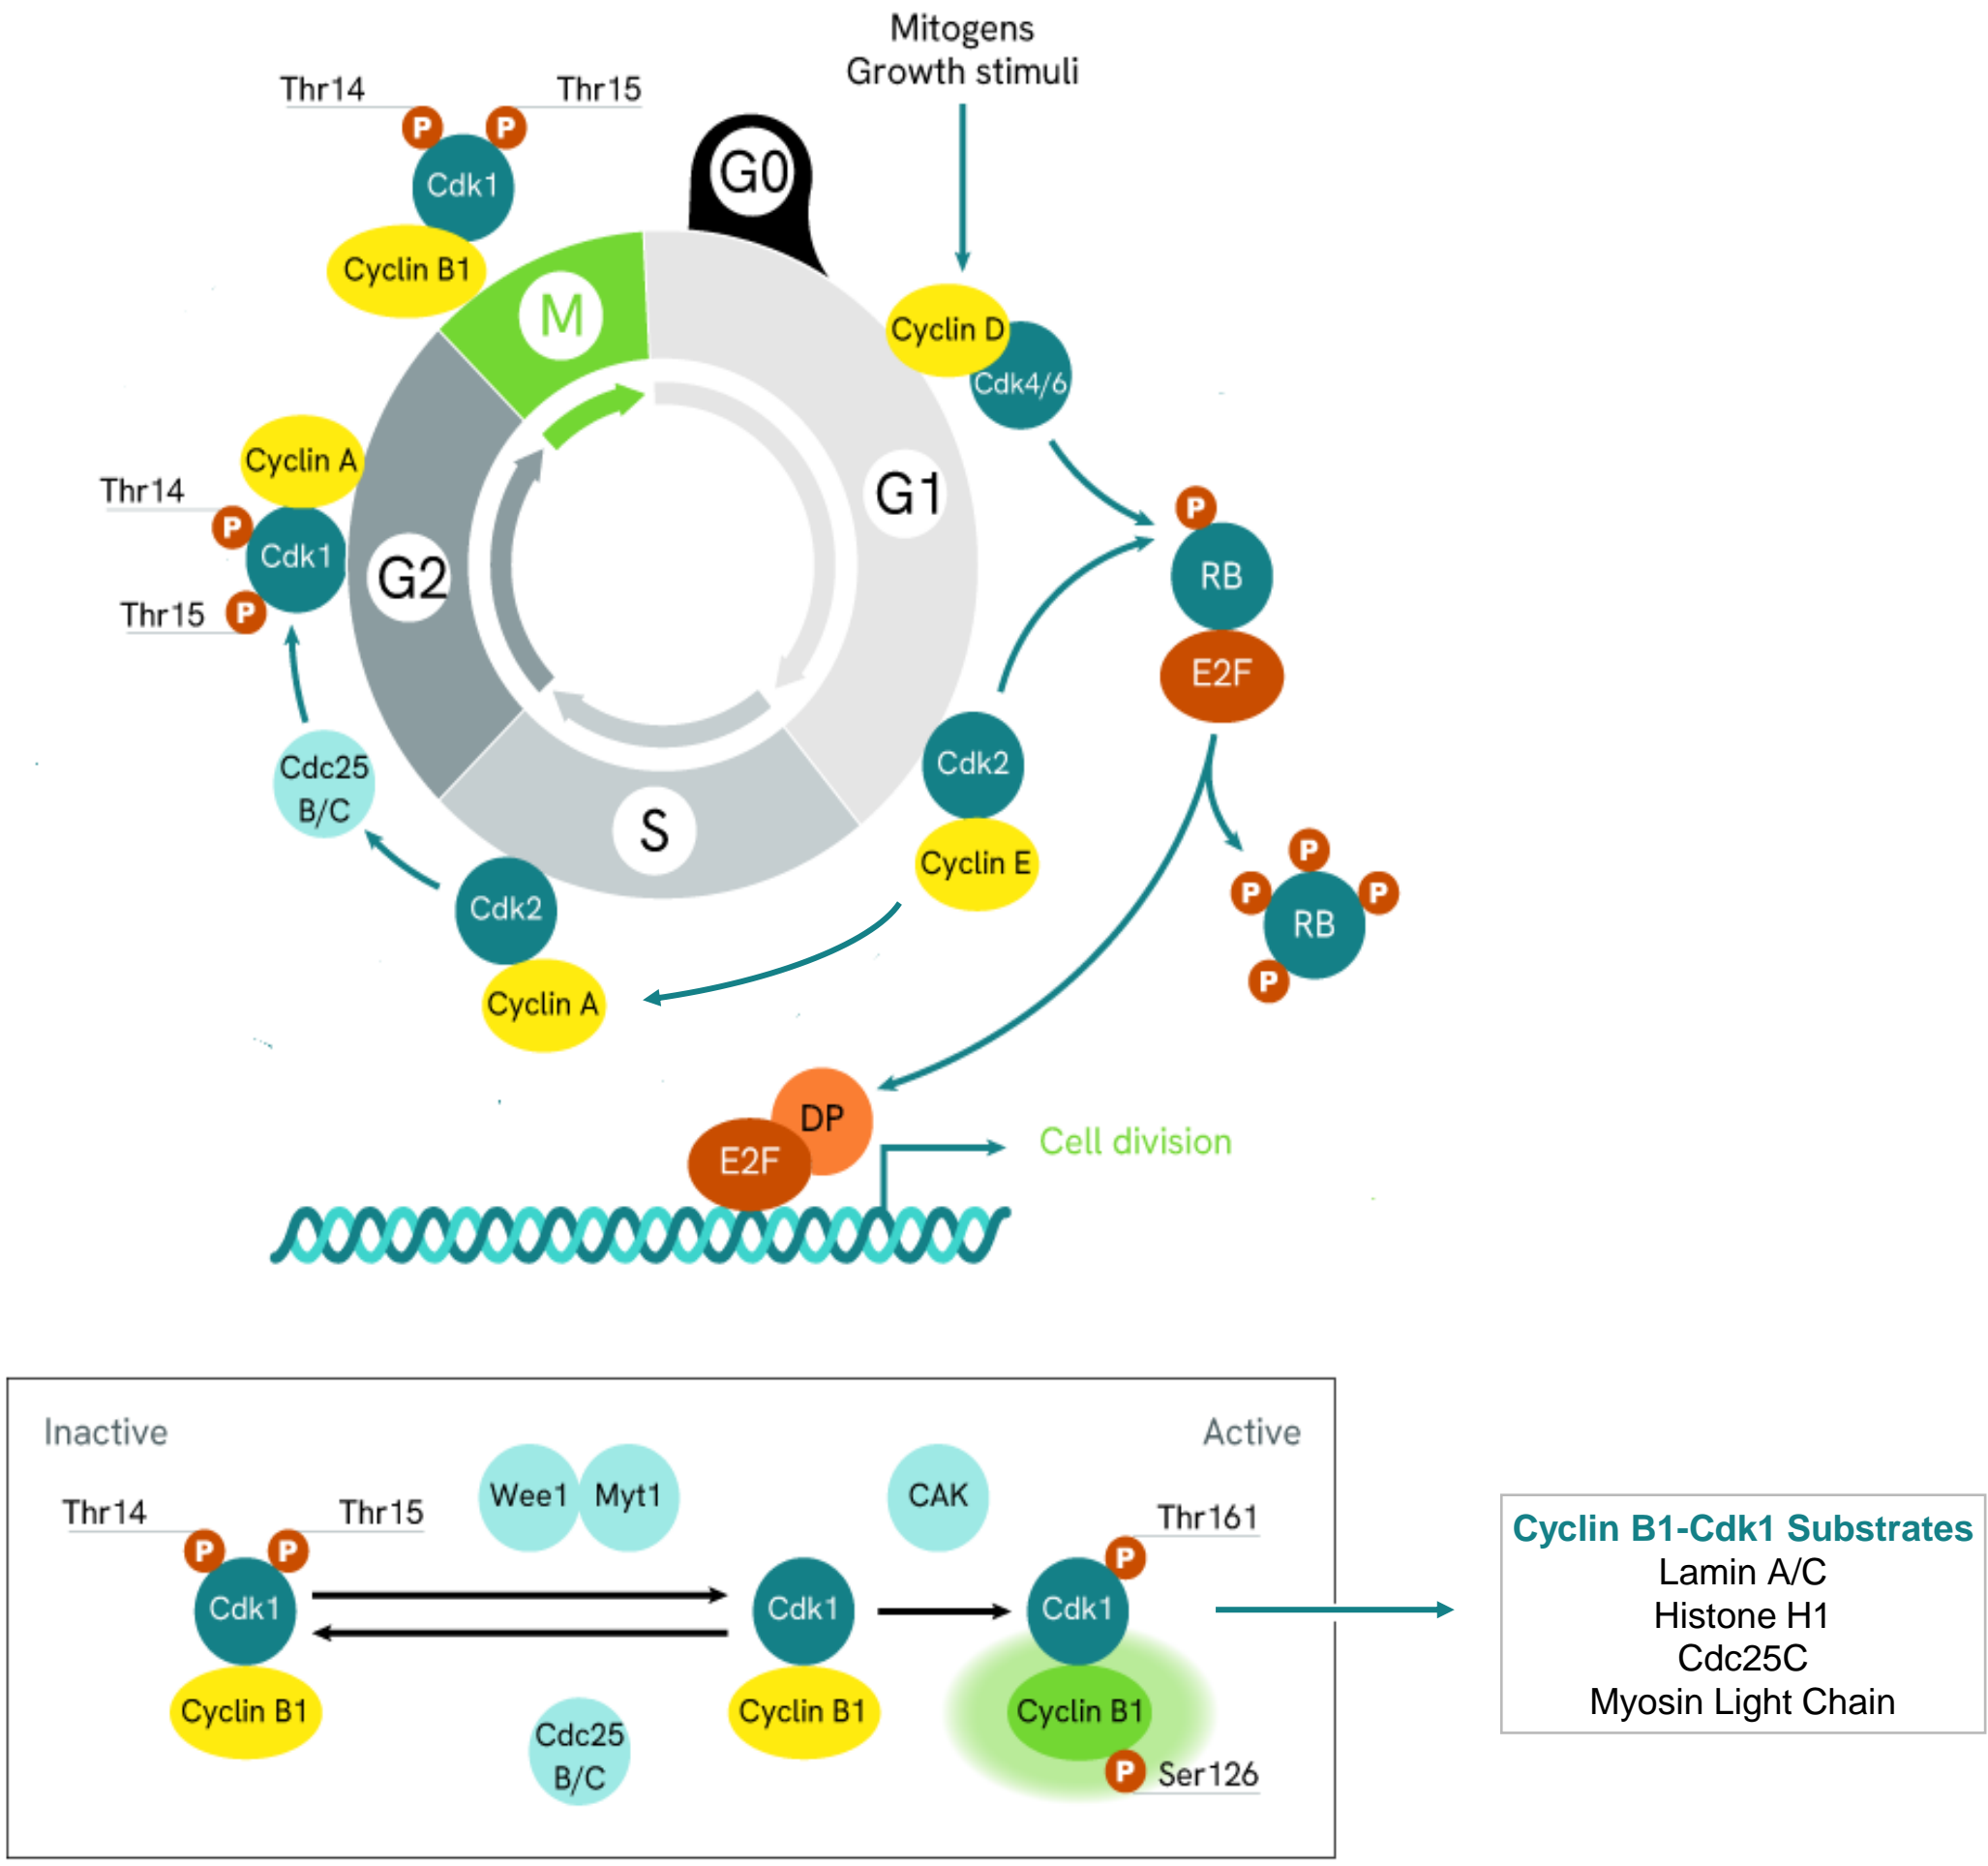 Mitogens
Growth stimuli
Thr14
Thr15
P
P
Cdk1
Cyclin B1
G0
M
Cyclin D
Cdk4/6
Cyclin A
Thr14
P
Cdk1
Thr15
P
G2
G1
P
RB
E2F
Cdc25
B/C
S
Cdk2
Cyclin E
Cdk2
Cyclin A
P
P
P
RB
P
DP
E2F
Cell division
Inactive
Active
Thr14
Thr15
P
P
Cdk1
Cyclin B1
Wee1
Myt1
Cdc25
B/C
CAK
Cdk1
Cyclin B1
Thr161
P
Cdk1
Cyclin B1
P
Ser126
Cyclin B1-Cdk1 Substrates
Lamin A/C
Histone H1
Cdc25C
Myosin Light Chain